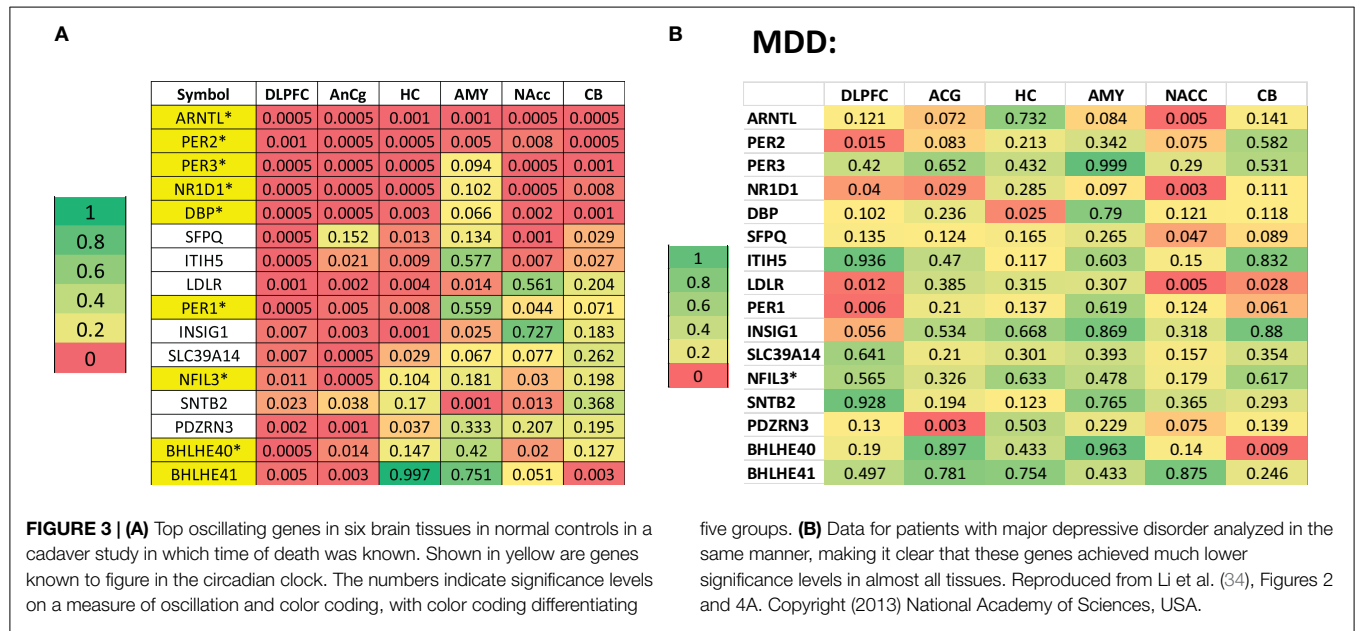 A
Symbol DLPFC AnCg HC AMY NAcc CB
ARNTL* 0.0005 0.0005 0.001 0.001 0.0005 0.0005
PER2* 0.001 0.0005 0.0005 0.005 0.008 0.0005
PER3* 0.0005 0.0005 0.0005 0.094 0.0005 0.001
NR1D1* 0.0005 0.0005 0.0005 0.102 0.0005 0.008
DBP* 0.0005 0.0005 0.003 0.066 0.002 0.001
SFPQ 0.0005 0.152 0.013 0.134 0.001 0.029
ITIH5 0.0005 0.021 0.009 0.577 0.007 0.027
LDLR 0.001 0.002 0.004 0.014 0.561 0.204
PER1* 0.0005 0.005 0.008 0.559 0.044 0.071
INSIG1 0.007 0.003 0.001 0.025 0.727 0.183
SLC39A14 0.007 0.0005 0.029 0.067 0.077 0.262
NFIL3* 0.011 0.0005 0.104 0.181 0.03 0.198
SNTB2 0.023 0.038 0.17 0.001 0.013 0.368
PDZRN3 0.002 0.001 0.037 0.333 0.207 0.195
BHLHE40* 0.0005 0.014 0.147 0.42 0.02 0.127
BHLHE41 0.005 0.003 0.997 0.751 0.051 0.003
1
0.8
0.6
0.4
0.2
0
B
MDD:
DLPFC ACG HC AMY NACC CB
ARNTL 0.121 0.072 0.732 0.084 0.005 0.141
PER2 0.015 0.083 0.213 0.342 0.075 0.582
PER3 0.42 0.652 0.432 0.999 0.29 0.531
NR1D1 0.04 0.029 0.285 0.097 0.003 0.111
DBP 0.102 0.236 0.025 0.79 0.121 0.118
SFPQ 0.135 0.124 0.165 0.265 0.047 0.089
ITIH5 0.936 0.47 0.117 0.603 0.15 0.832
LDLR 0.012 0.385 0.315 0.307 0.005 0.028
PER1 0.006 0.21 0.137 0.619 0.124 0.061
INSIG1 0.056 0.534 0.668 0.869 0.318 0.88
SLC39A14 0.641 0.21 0.301 0.393 0.157 0.354
NFIL3* 0.565 0.326 0.633 0.478 0.179 0.617
SNTB2 0.928 0.194 0.123 0.765 0.365 0.293
PDZRN3 0.13 0.003 0.503 0.229 0.075 0.139
BHLHE40 0.19 0.897 0.433 0.963 0.14 0.009
BHLHE41 0.497 0.781 0.754 0.433 0.875 0.246
1
0.8
0.6
0.4
0.2
0
FIGURE 3 | (A) Top oscillating genes in six brain tissues in normal controls in a
cadaver study in which time of death was known. Shown in yellow are genes
known to figure in the circadian clock. The numbers indicate significance levels
on a measure of oscillation and color coding, with color coding differentiating
five groups. (B) Data for patients with major depressive disorder analyzed in the
same manner, making it clear that these genes achieved much lower
significance levels in almost all tissues. Reproduced from Li et al. (34), Figures 2
and 4A. Copyright (2013) National Academy of Sciences, USA.